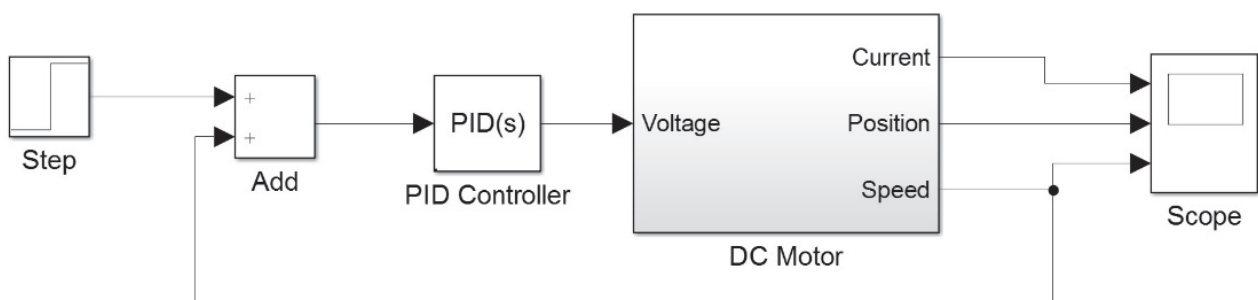 Step
+
+
Add
PID(s)
PID Controller
Voltage
Current
Position
Speed
DC Motor
Scope